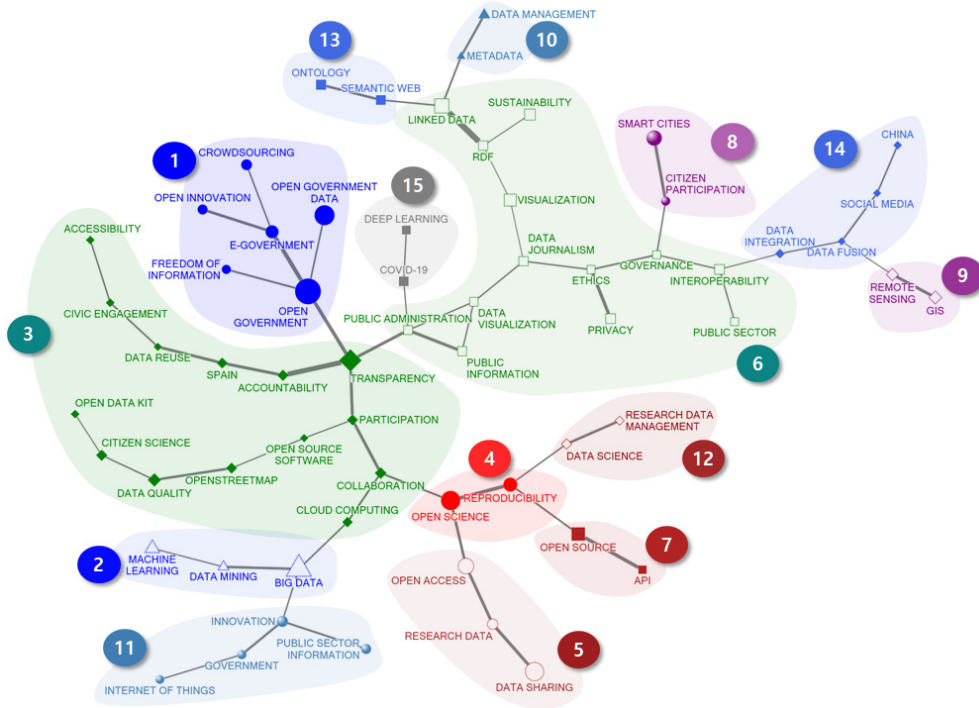 DATA MANAGEMENT
13
10
METADATA
ONTOLOGY
SEMANTIC WEB
LINKED DATA
SUSTAINABILITY
RDF
SMART CITIES
8
CITIZEN
PARTICIPATION
CHINA
14
SOCIAL MEDIA
1
CROWDSOURCING
OPEN GOVERNMENT
DATA
OPEN INNOVATION
E-GOVERNMENT
FREEDOM OF
INFORMATION
OPEN
GOVERNMENT
15
DEEP LEARNING
COVID-19
VISUALIZATION
DATA
JOURNALISM
DATA
INTEGRATION
DATA FUSION
GOVERNANCE
INTEROPERABILITY
ETHICS
PRIVACY
PUBLIC SECTOR
REMOTE
SENSING
GIS
9
ACCESSIBILITY
CIVIC ENGAGEMENT
3
DATA REUSE
SPAIN
ACCOUNTABILITY
TRANSPARENCY
PUBLIC ADMINISTRATION
DATA
VISUALIZATION
PUBLIC
INFORMATION
6
OPEN DATA KIT
CITIZEN SCIENCE
DATA QUALITY
OPENSTREETMAP
OPEN SOURCE
SOFTWARE
PARTICIPATION
COLLABORATION
CLOUD COMPUTING
4
REPRODUCIBILITY
OPEN SCIENCE
RESEARCH DATA
MANAGEMENT
DATA SCIENCE
12
OPEN SOURCE
API
7
2
MACHINE
LEARNING
DATA MINING
BIG DATA
OPEN ACCESS
RESEARCH DATA
DATA SHARING
5
11
INNOVATION
PUBLIC SECTOR
INFORMATION
GOVERNMENT
INTERNET OF THINGS